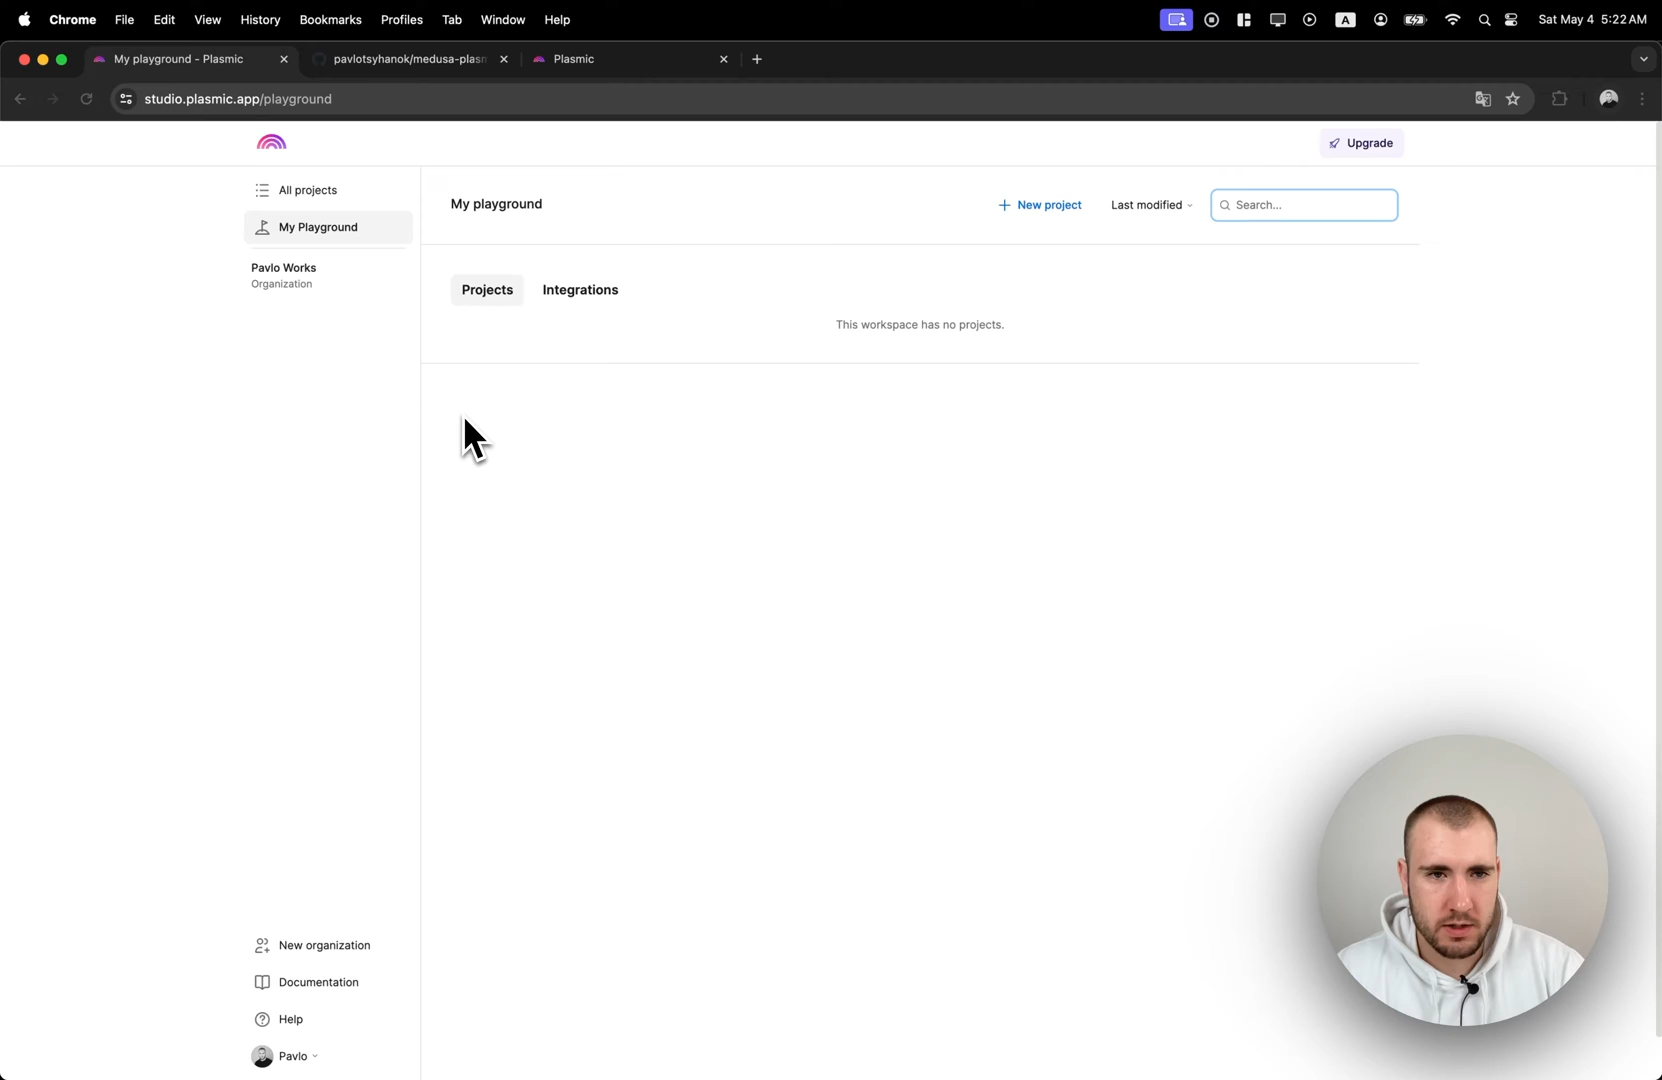 Chrome File Edit View History Bookmarks Profiles Tab Window Help A Sat May 4 5:22 AM
My playground - Plasmic pavlotsyhanok/medusa-plasm Plasmic
studio.plasmic.app/playground
Upgrade
All projects
My Playground
Pavlo Works
Organization
My playground
New project
Last modified
Search...
Projects Integrations
This workspace has no projects.
New organization
Documentation
Help
Pavlo